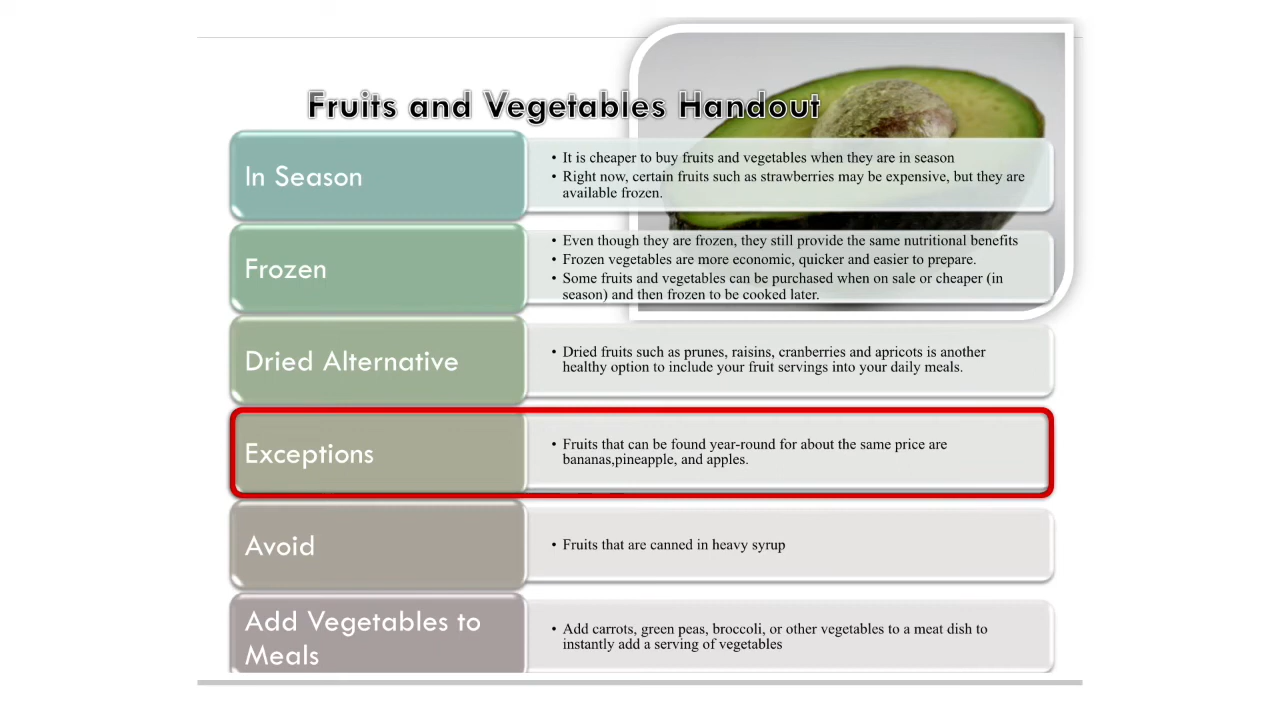 Fruits and Vegetables Handout
In Season
• It is cheaper to buy fruits and vegetables when they are in season
• Right now, certain fruits such as strawberries may be expensive, but they are
available frozen.
Frozen
• Even though they are frozen, they still provide the same nutritional benefits
• Frozen vegetables are more economic, quicker and easier to prepare.
• Some fruits and vegetables can be purchased when on sale or cheaper (in
season) and then frozen to be cooked later.
Dried Alternative
• Dried fruits such as prunes, raisins, cranberries and apricots is another
healthy option to include your fruit servings into your daily meals.
Exceptions
• Fruits that can be found year-round for about the same price are
bananas,pineapple, and apples.
Avoid
• Fruits that are canned in heavy syrup
Add Vegetables to
Meals
• Add carrots, green peas, broccoli, or other vegetables to a meat dish to
instantly add a serving of vegetables